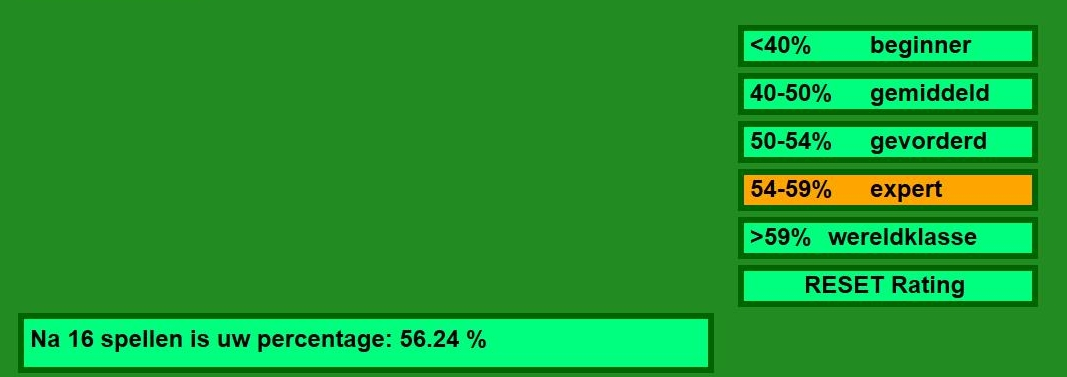 <40% beginner
40-50% gemiddeld
50-54% gevorderd
54-59% expert
>59% wereldklasse
RESET Rating
Na 16 spellen is uw percentage: 56.24 %